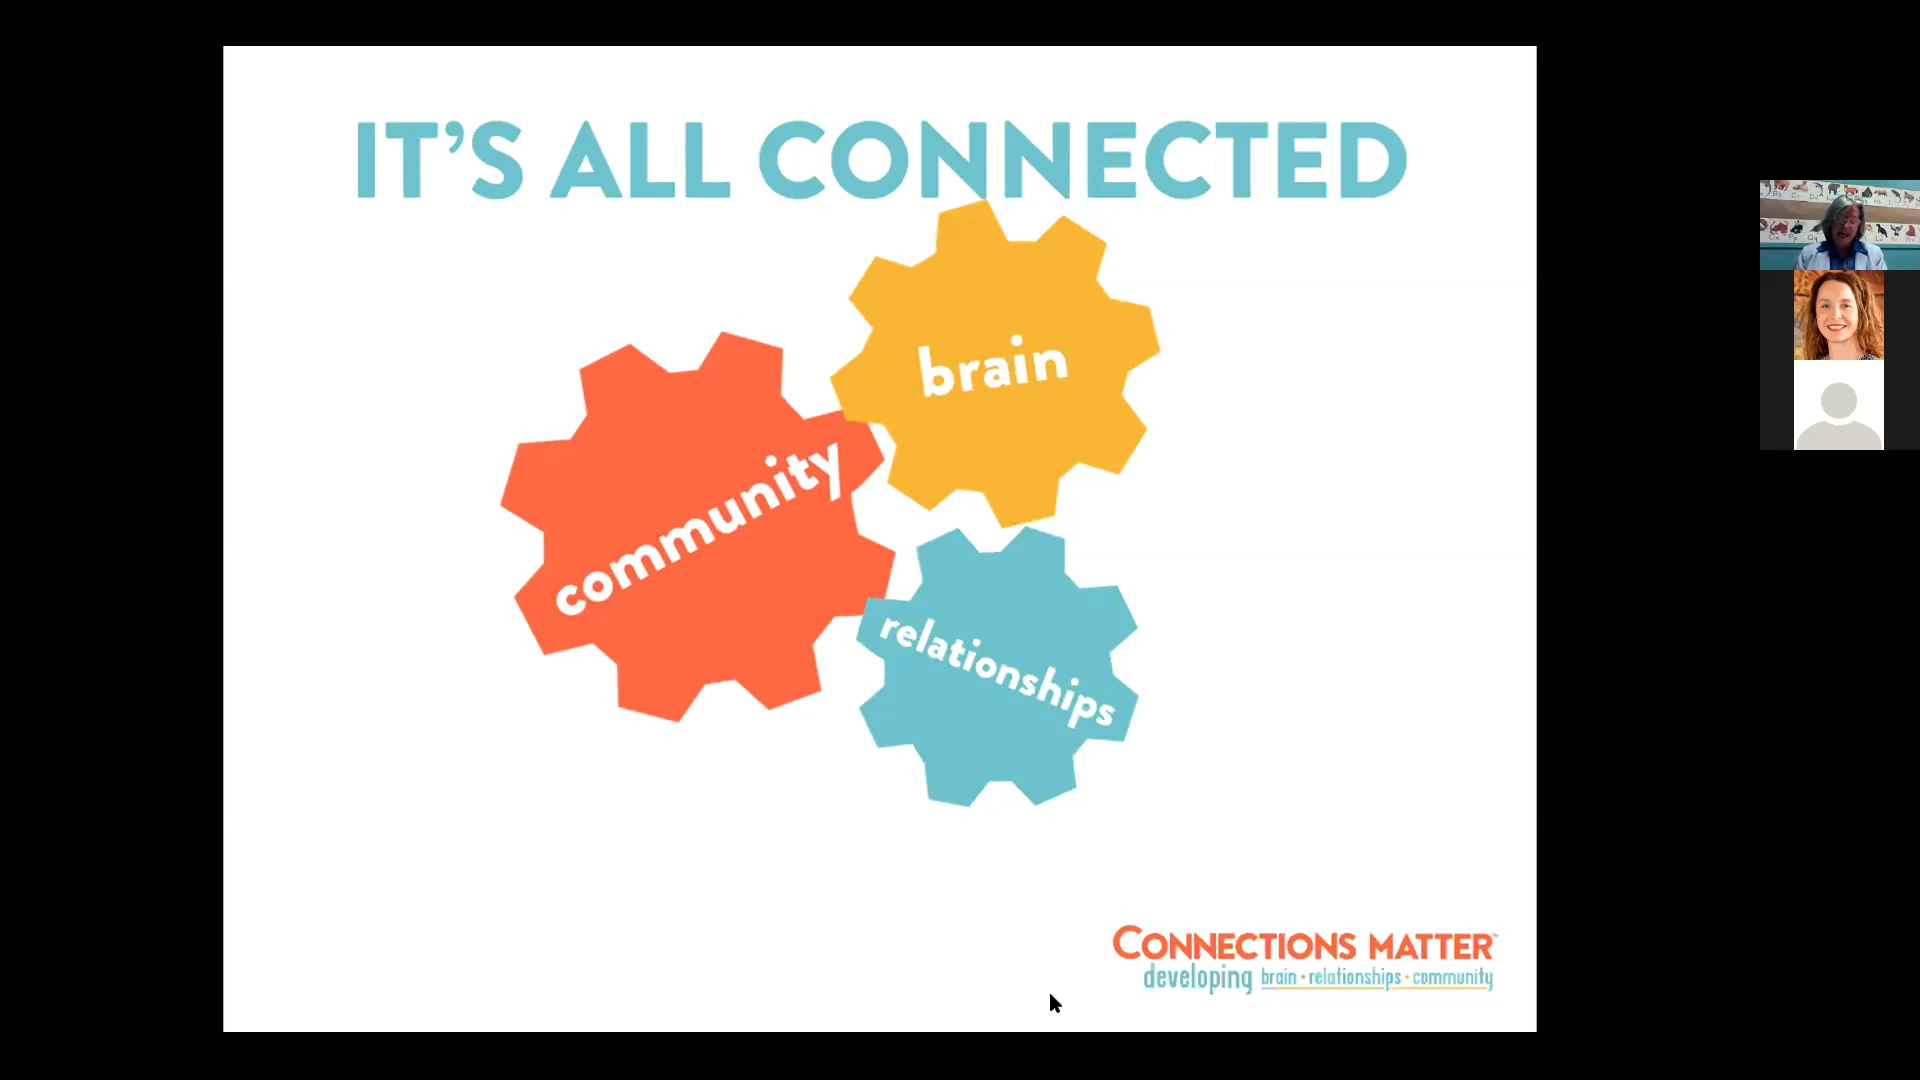 IT'S ALL CONNECTED
brain
community
relationships
CONNECTIONS MATTER™
developing brain • relationships • community